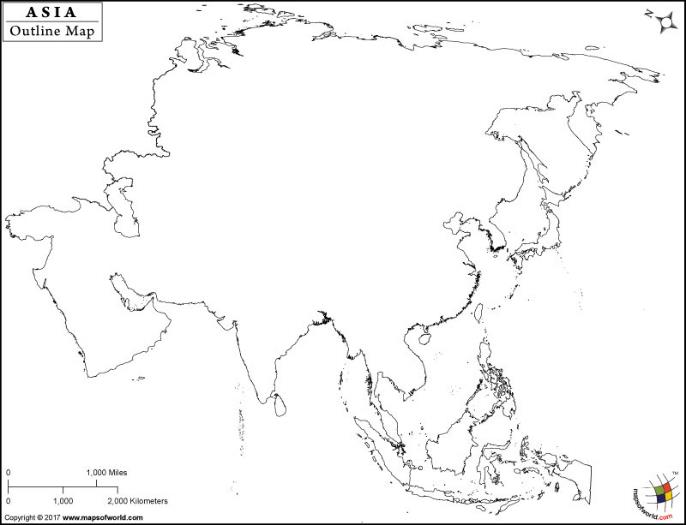 ASIA
Outline Map
N
0 1,000 Miles
0 1,000 2,000 Kilometers
Copyright © 2017 www.mapsofworld.com
mapsofworld.com
TM